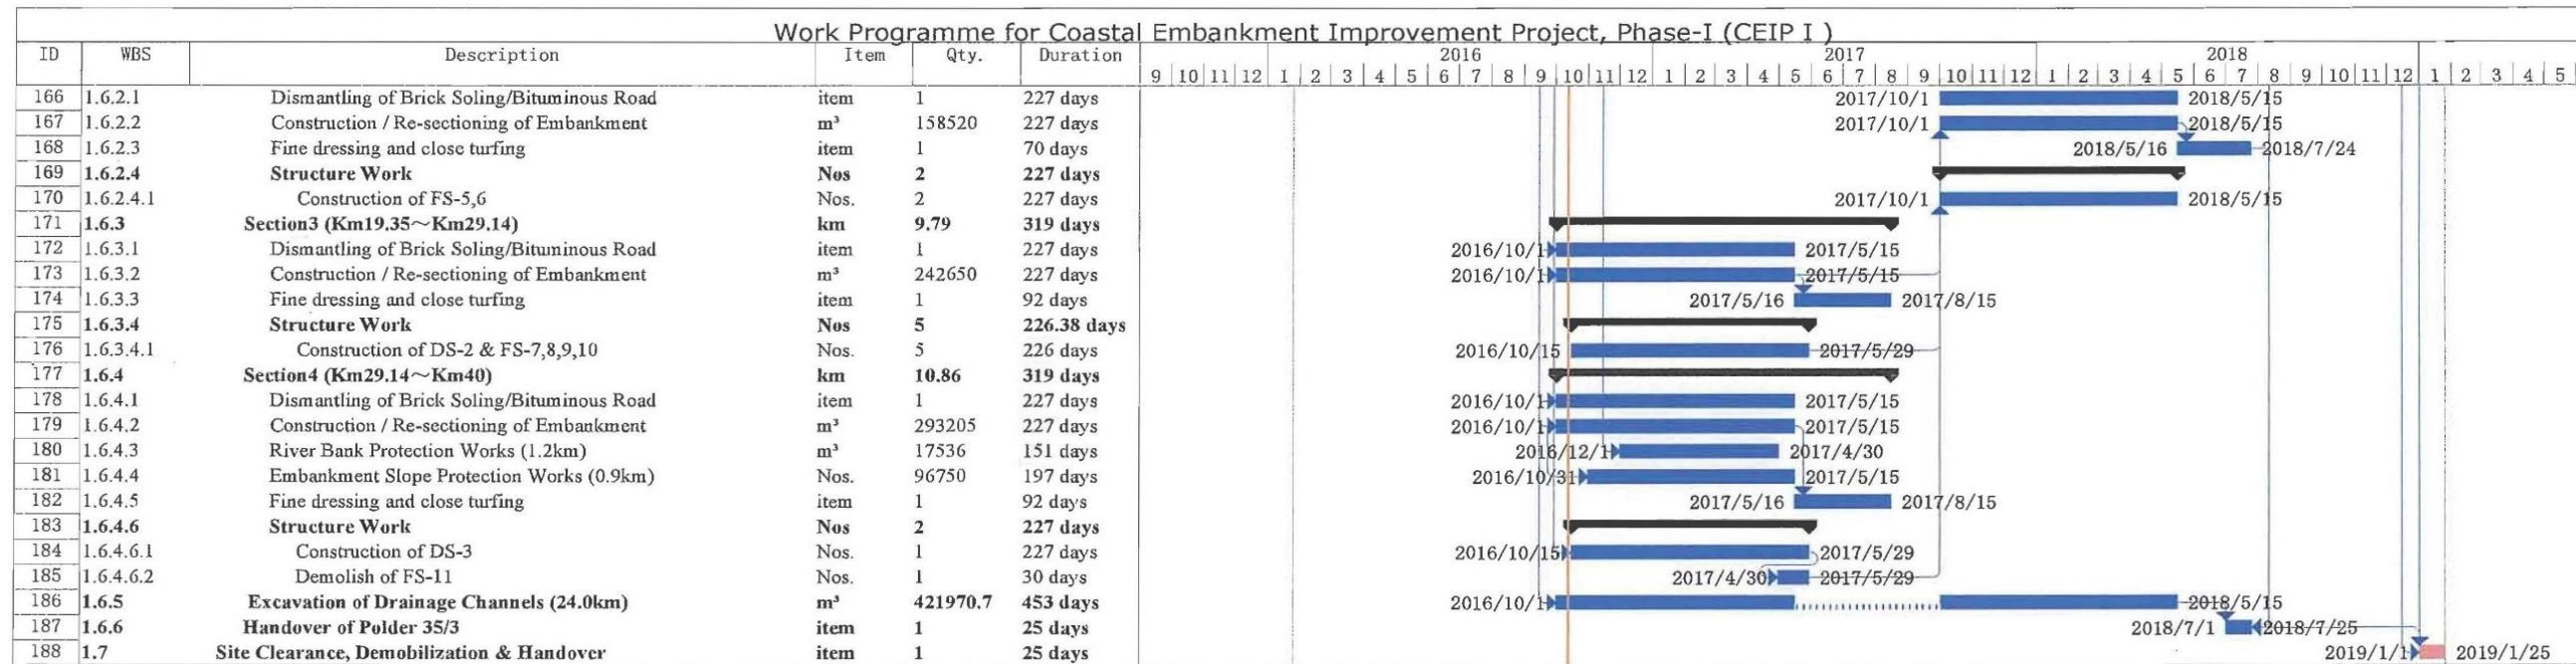 Work Programme for Coastal Embankment Improvement Project, Phase-I (CEIP I )
ID WBS Description Item Qty. Duration 2016 2017 2018
9 10 11 12 1 2 3 4 5 6 7 8 9 10 11 12 1 2 3 4 5 6 7 8 9 10 11 12 1 2 3 4 5 6 7 8 9 10 11 12 1 2 3 4 5
166 1.6.2.1 Dismantling of Brick Soling/Bituminous Road item 1 227 days 2017/10/1 2018/5/15
167 1.6.2.2 Construction / Re-sectioning of Embankment m³ 158520 227 days 2017/10/1 2018/5/15
168 1.6.2.3 Fine dressing and close turfing item 1 70 days 2018/5/16 2018/7/24
169 1.6.2.4 Structure Work Nos 2 227 days
170 1.6.2.4.1 Construction of FS-5,6 Nos. 2 227 days 2017/10/1 2018/5/15
171 1.6.3 Section3 (Km19.35～Km29.14) km 9.79 319 days
172 1.6.3.1 Dismantling of Brick Soling/Bituminous Road item 1 227 days 2016/10/1 2017/5/15
173 1.6.3.2 Construction / Re-sectioning of Embankment m³ 242650 227 days 2016/10/1 2017/5/15
174 1.6.3.3 Fine dressing and close turfing item 1 92 days 2017/5/16 2017/8/15
175 1.6.3.4 Structure Work Nos 5 226.38 days
176 1.6.3.4.1 Construction of DS-2 & FS-7,8,9,10 Nos. 5 226 days 2016/10/15 2017/5/29
177 1.6.4 Section4 (Km29.14～Km40) km 10.86 319 days
178 1.6.4.1 Dismantling of Brick Soling/Bituminous Road item 1 227 days 2016/10/1 2017/5/15
179 1.6.4.2 Construction / Re-sectioning of Embankment m³ 293205 227 days 2016/10/1 2017/5/15
180 1.6.4.3 River Bank Protection Works (1.2km) m³ 17536 151 days 2016/12/1 2017/4/30
181 1.6.4.4 Embankment Slope Protection Works (0.9km) Nos. 96750 197 days 2016/10/31 2017/5/15
182 1.6.4.5 Fine dressing and close turfing item 1 92 days 2017/5/16 2017/8/15
183 1.6.4.6 Structure Work Nos 2 227 days
184 1.6.4.6.1 Construction of DS-3 Nos. 1 227 days 2016/10/15 2017/5/29
185 1.6.4.6.2 Demolish of FS-11 Nos. 1 30 days 2017/4/30 2017/5/29
186 1.6.5 Excavation of Drainage Channels (24.0km) m³ 421970.7 453 days 2016/10/1 2018/5/15
187 1.6.6 Handover of Polder 35/3 item 1 25 days 2018/7/1 2018/7/25
188 1.7 Site Clearance, Demobilization & Handover item 1 25 days 2019/1/1 2019/1/25